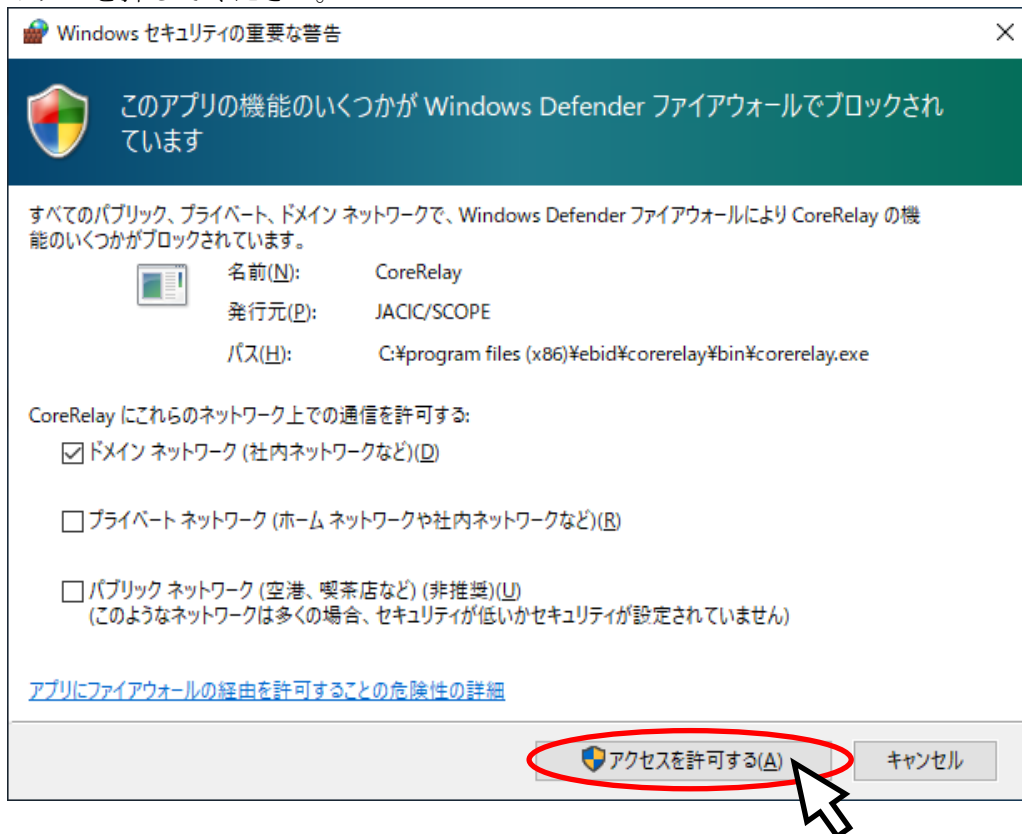 Windows セキュリティの重要な警告
このアプリの機能のいくつかが Windows Defender ファイアウォールでブロックされ
ています
すべてのパブリック、プライベート、ドメイン ネットワークで、Windows Defender ファイアウォールにより CoreRelay の機
能のいくつかがブロックされています。
名前(N): CoreRelay
発行元(P): JACIC/SCOPE
パス(H): C:¥program files (x86)¥ebid¥corerelay¥bin¥corerelay.exe
CoreRelay にこれらのネットワーク上での通信を許可する:
ドメイン ネットワーク (社内ネットワークなど)(D)
プライベート ネットワーク (ホーム ネットワークや社内ネットワークなど)(R)
パブリック ネットワーク (空港、喫茶店など) (非推奨)(U)
(このようなネットワークは多くの場合、セキュリティが低いかセキュリティが設定されていません)
アプリにファイアウォールの経由を許可することの危険性の詳細
アクセスを許可する(A) キャンセル